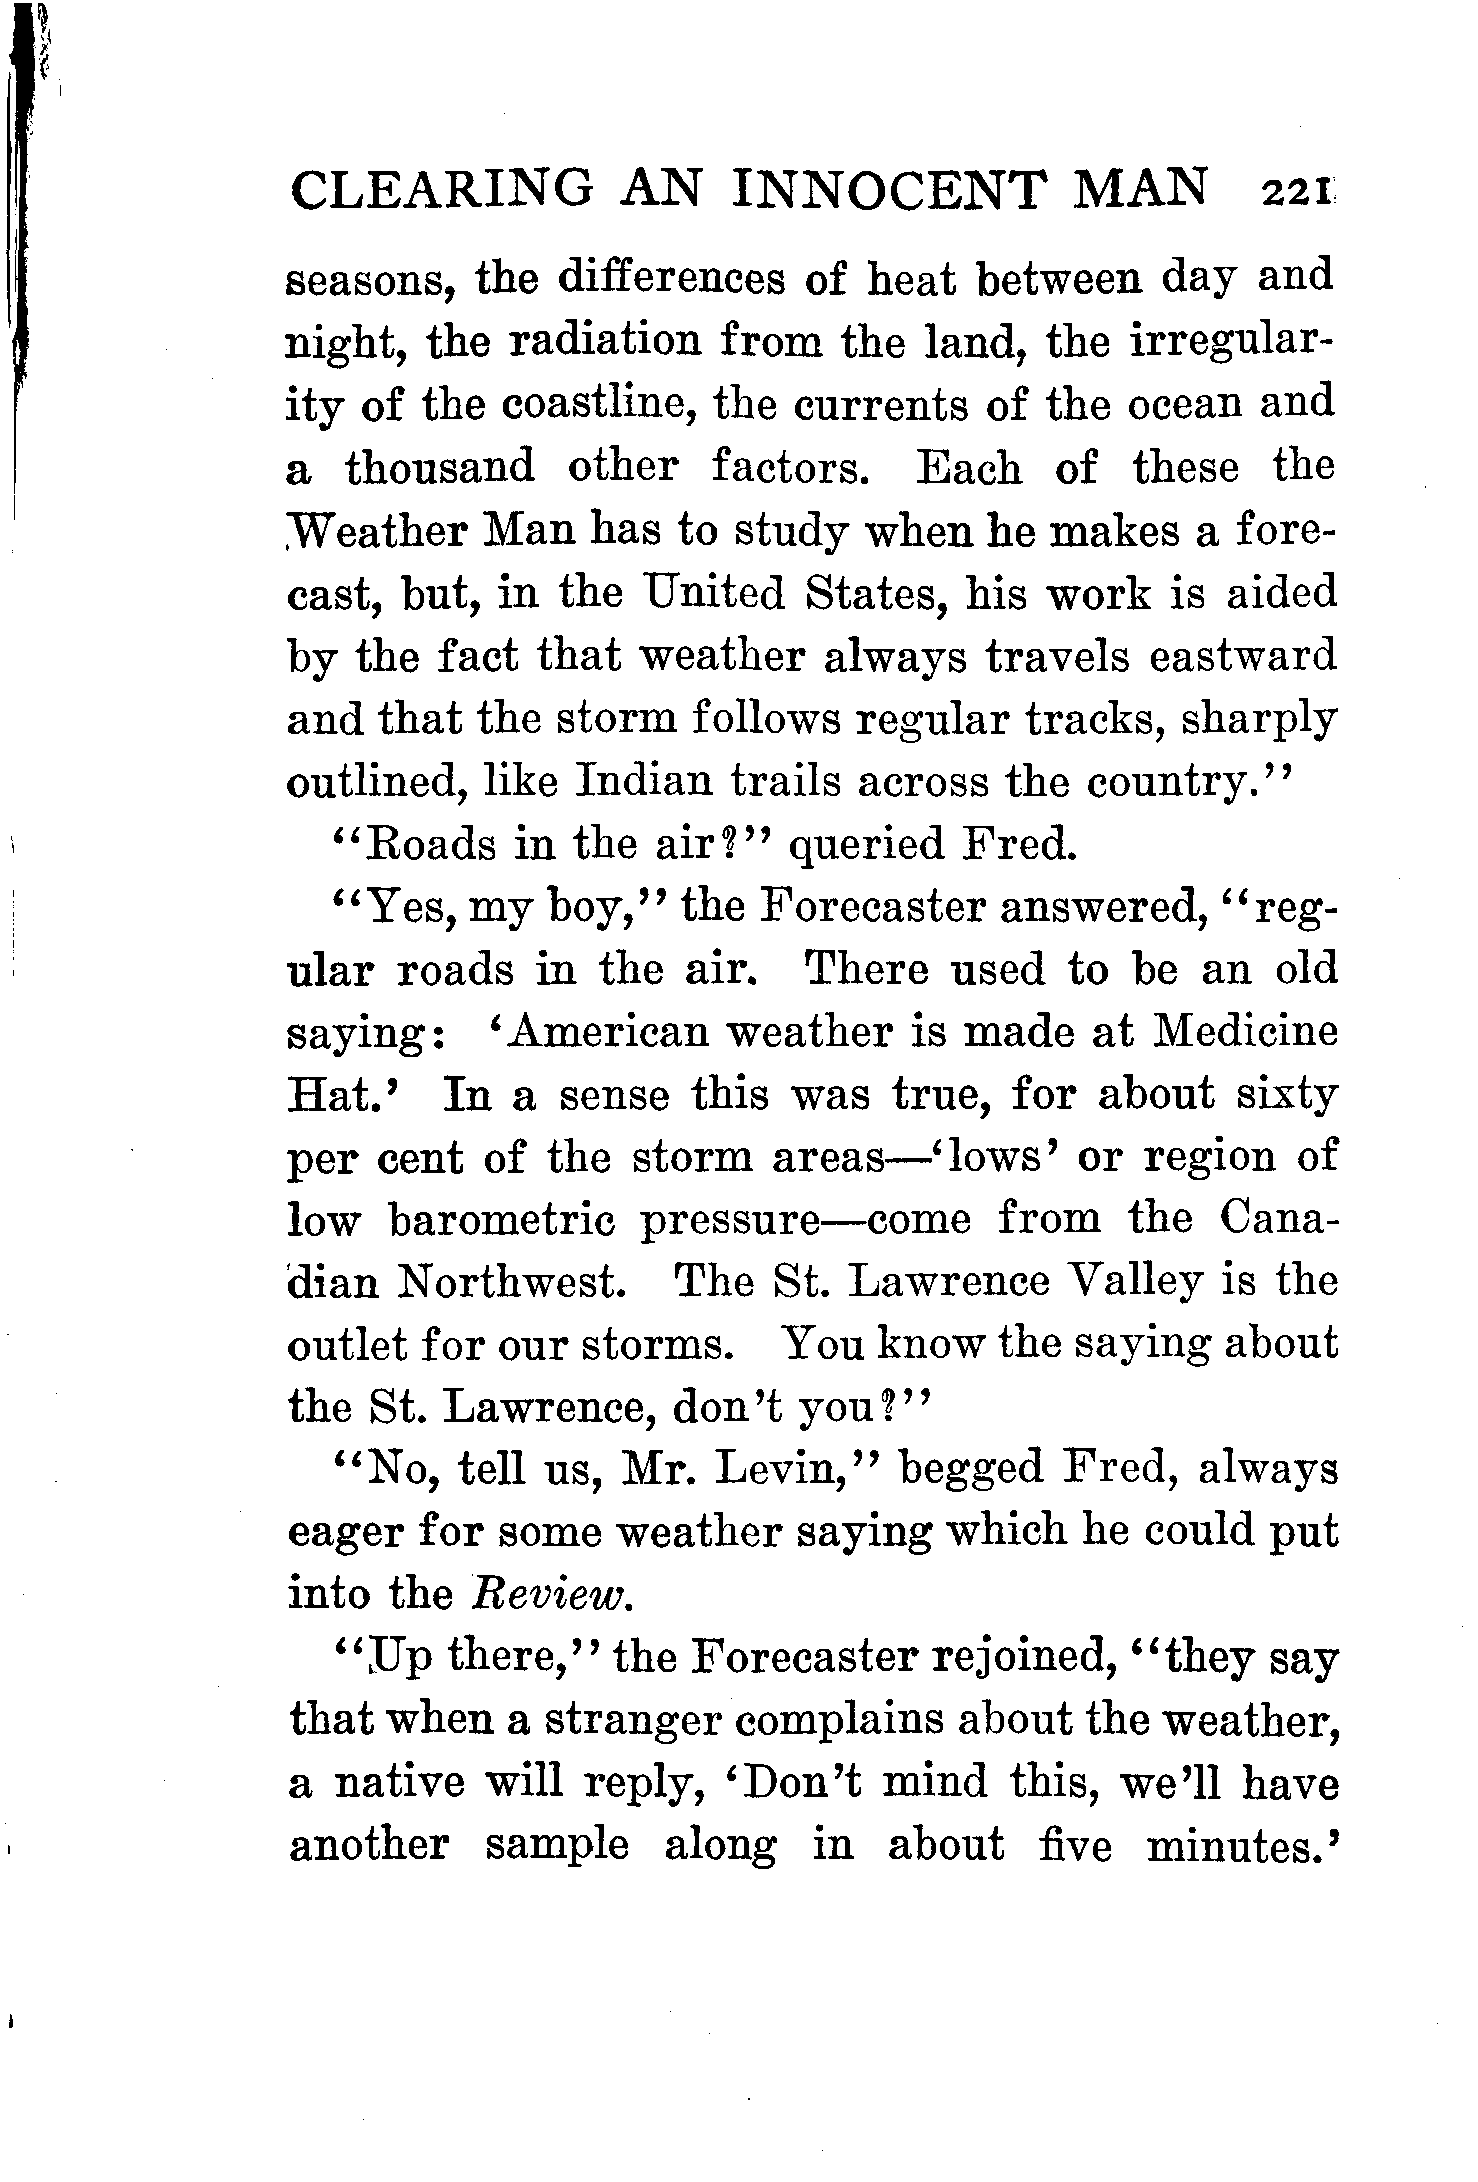 CLEARING AN INNOCENT MAN 221
seasons, the differences of heat between day and
night, the radiation from the land, the irregular-
ity of the coastline, the currents of the ocean and
a thousand other factors. Each of these the
Weather Man has to study when he makes a fore-
cast, but, in the United States, his work is aided
by the fact that weather always travels eastward
and that the storm follows regular tracks, sharply
outlined, like Indian trails across the country.''
''Roads in the air?'' queried Fred.
''Yes, my boy,'' the Forecaster answered, ''reg-
ular roads in the air. There used to be an old
saying: 'American weather is made at Medicine
Hat.' In a sense this was true, for about sixty
per cent of the storm areas—'lows' or region of
low barometric pressure—come from the Cana-
dian Northwest. The St. Lawrence Valley is the
outlet for our storms. You know the saying about
the St. Lawrence, don't you?''
''No, tell us, Mr. Levin,'' begged Fred, always
eager for some weather saying which he could put
into the Review.
''Up there,'' the Forecaster rejoined, ''they say
that when a stranger complains about the weather,
a native will reply, 'Don't mind this, we'll have
another sample along in about five minutes.'